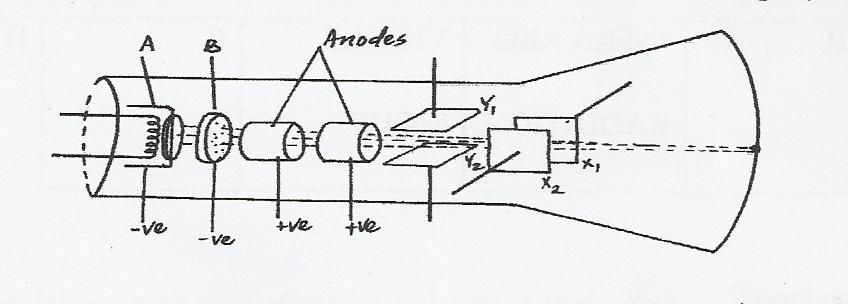 A
B
Anodes
Y₁
Y₂
X₁
X₂
-ve
-ve
+ve
+ve